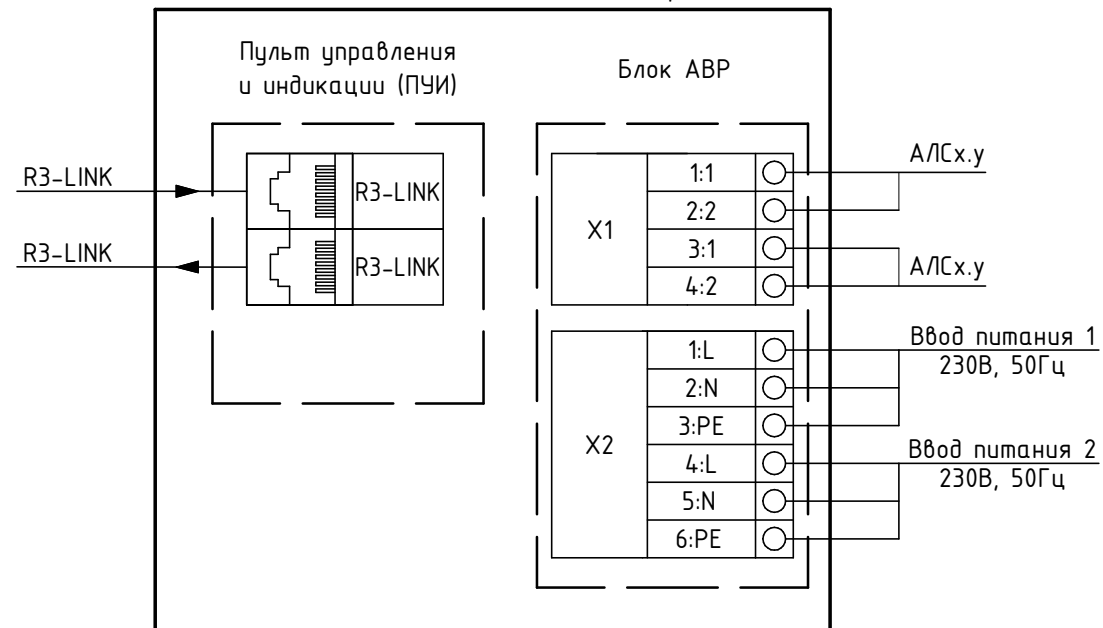 Пульт управления
и индикации (ПУИ)
Блок АВР
R3-LINK
R3-LINK
R3-LINK
R3-LINK
X1
1:1
2:2
3:1
4:2
АЛСх.у
АЛСх.у
X2
1:L
2:N
3:PE
4:L
5:N
6:PE
Ввод питания 1
230В, 50Гц
Ввод питания 2
230В, 50Гц